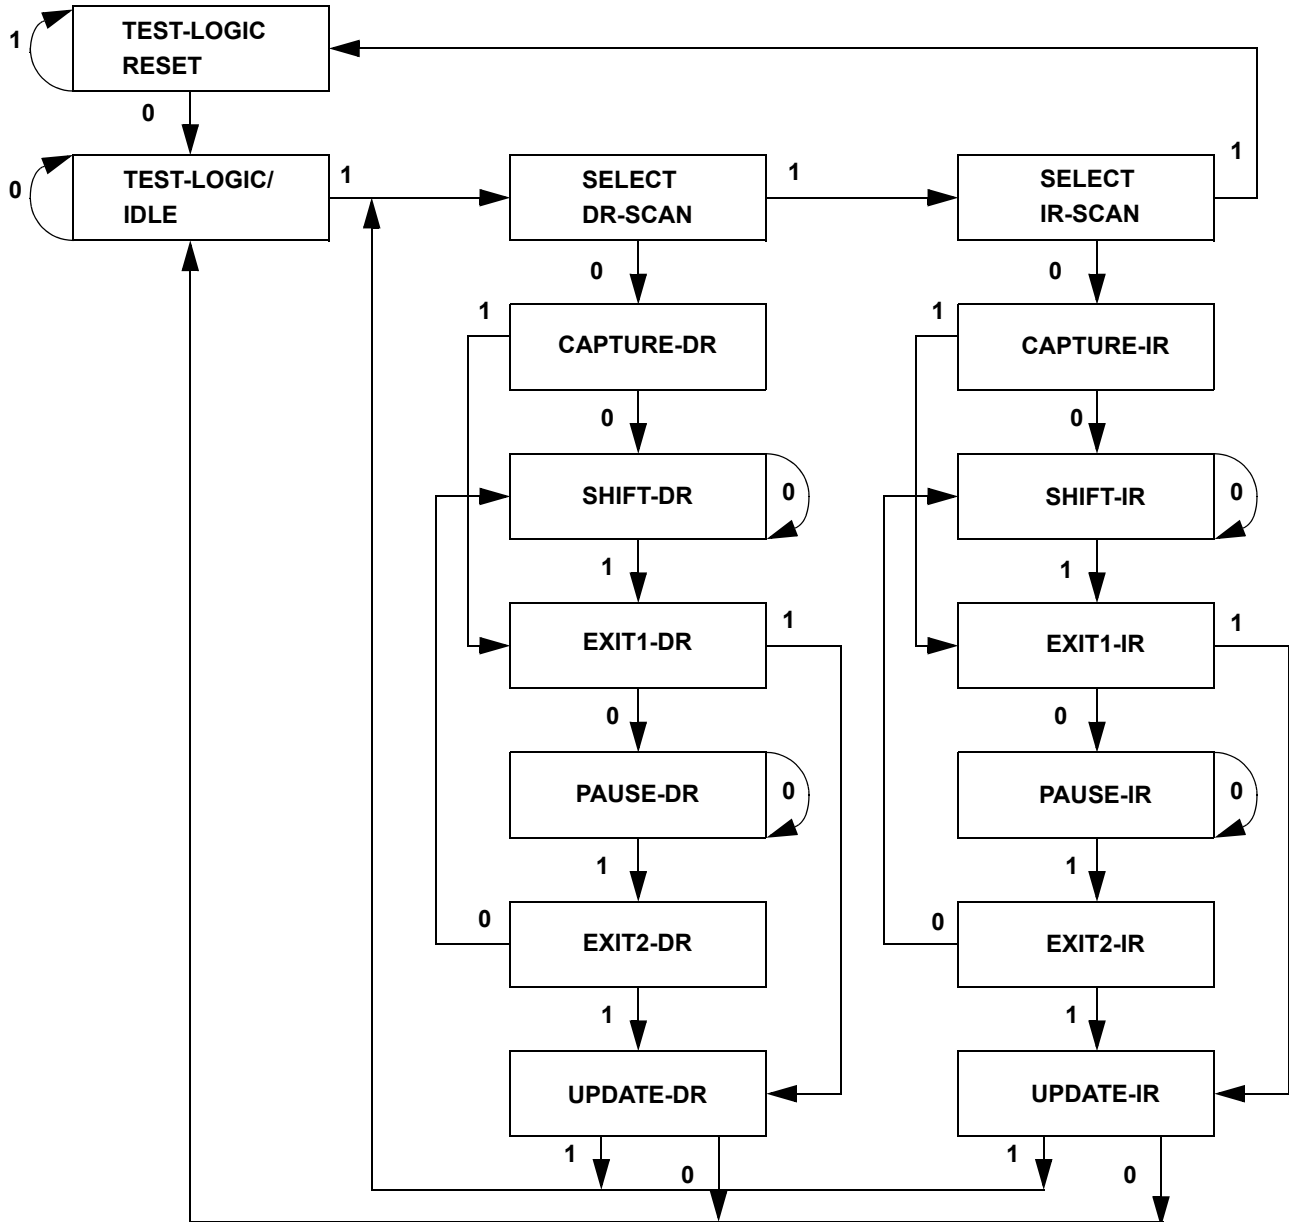 1
TEST-LOGIC
RESET
0
0
TEST-LOGIC/
IDLE
1
SELECT
DR-SCAN
1
SELECT
IR-SCAN
1
0
0
1
CAPTURE-DR
1
CAPTURE-IR
0
0
SHIFT-DR
0
SHIFT-IR
0
1
1
EXIT1-DR
1
EXIT1-IR
1
0
0
PAUSE-DR
0
PAUSE-IR
0
1
1
0
EXIT2-DR
0
EXIT2-IR
1
1
UPDATE-DR
UPDATE-IR
1
0
1
0